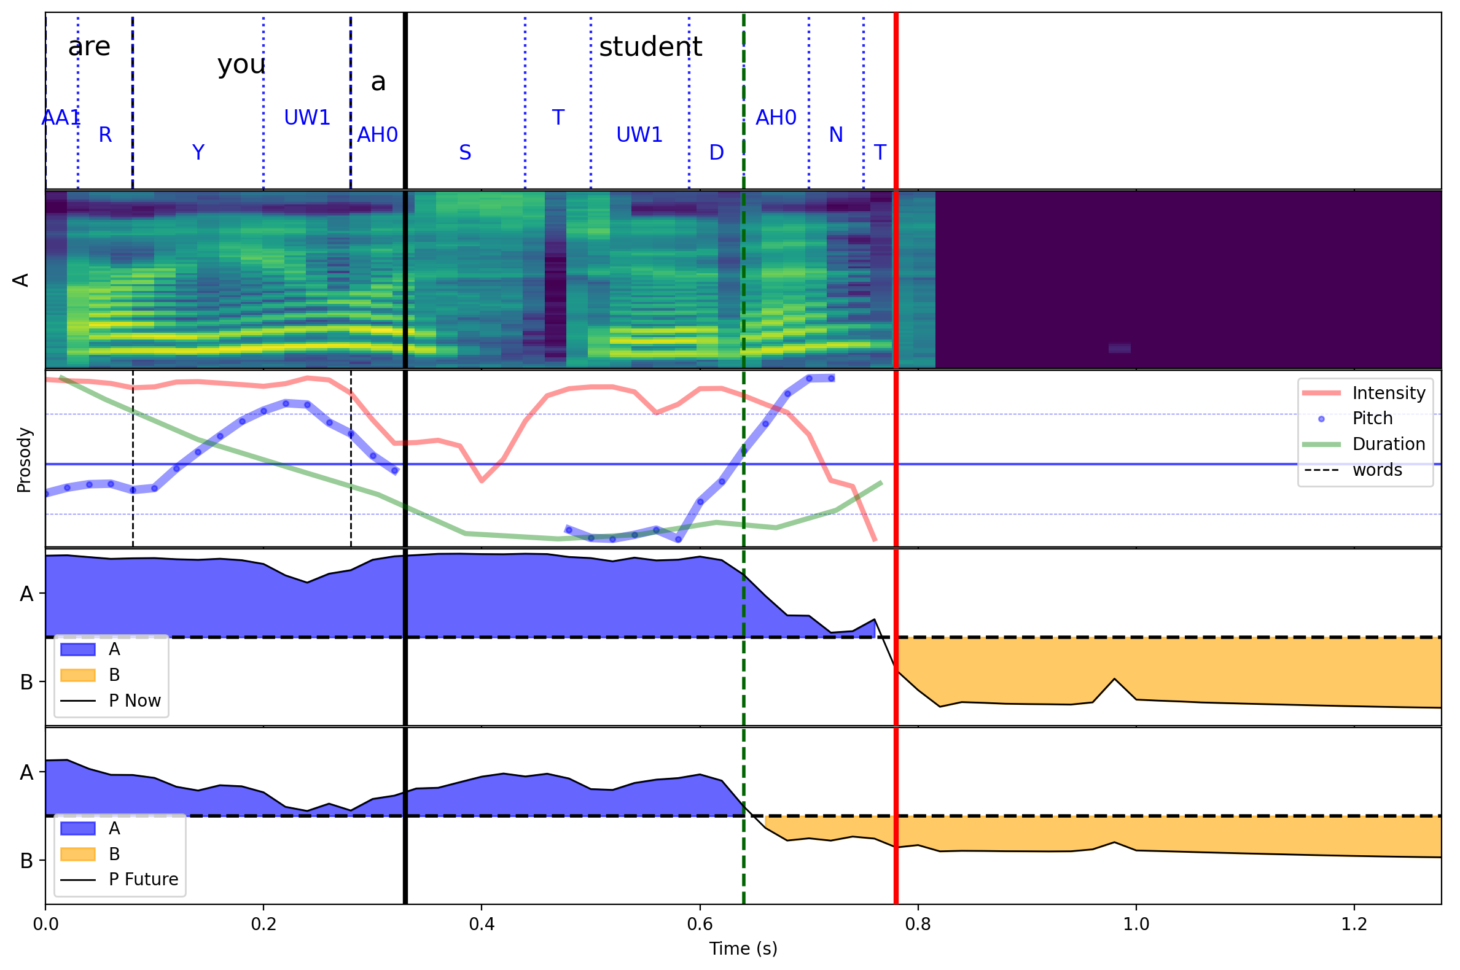 are
you
a
student
AA1
R
Y
UW1
AH0
S
T
UW1
D
AH0
N
T
A
Prosody
Intensity
Pitch
Duration
words
A
B
A
B
P Now
A
B
A
B
P Future
0.0 0.2 0.4 0.6 0.8 1.0 1.2
Time (s)